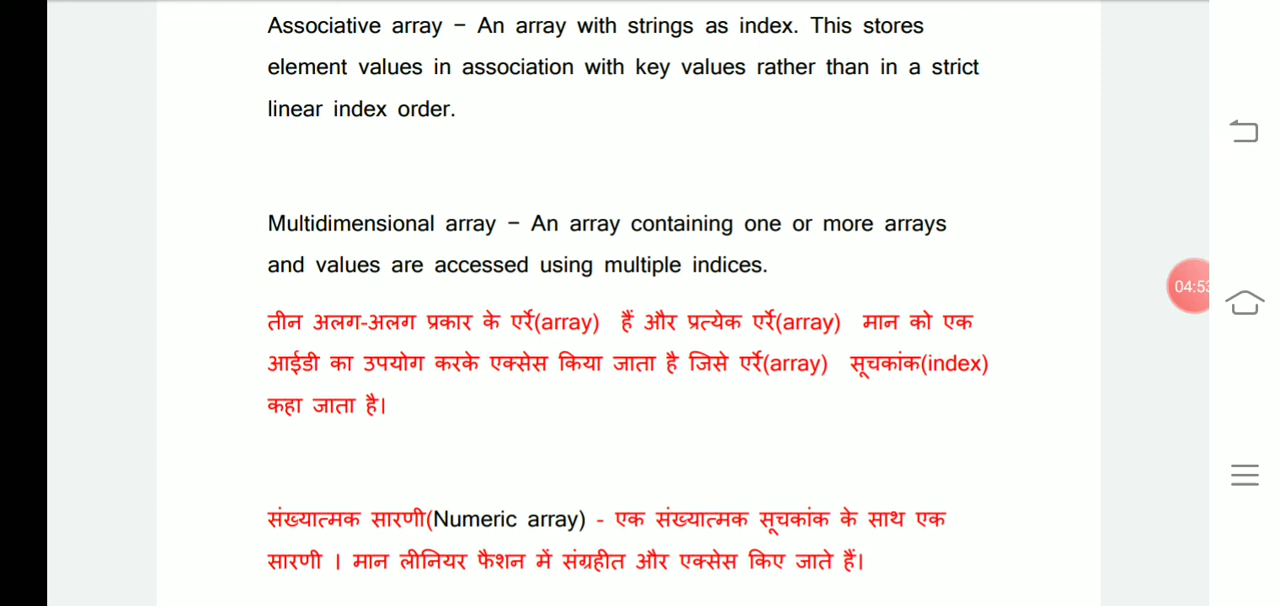 Associative array − An array with strings as index. This stores
element values in association with key values rather than in a strict
linear index order.
Multidimensional array − An array containing one or more arrays
and values are accessed using multiple indices.
तीन अलग-अलग प्रकार के एर्रे(array) हैं और प्रत्येक एर्रे(array) मान को एक
आईडी का उपयोग करके एक्सेस किया जाता है जिसे एर्रे(array) सूचकांक(index)
कहा जाता है।
संख्यात्मक सारणी(Numeric array) - एक संख्यात्मक सूचकांक के साथ एक
सारणी । मान लीनियर फैशन में संग्रहीत और एक्सेस किए जाते हैं।